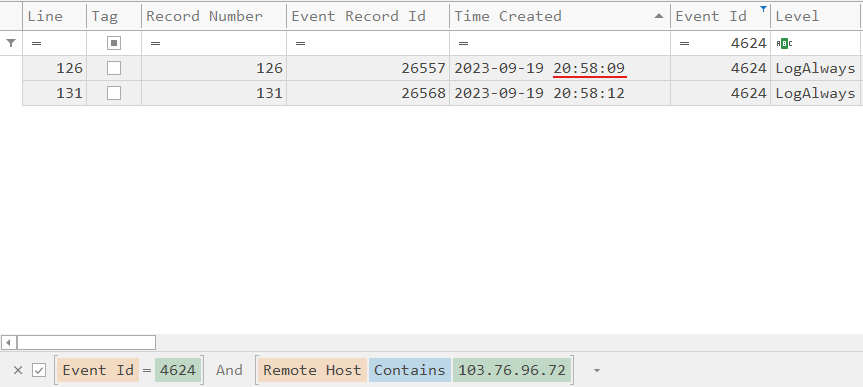 Line Tag Record Number Event Record Id Time Created Event Id Level
= = = = = 4624 ABC
126 126 26557 2023-09-19 20:58:09 4624 LogAlways
131 131 26568 2023-09-19 20:58:12 4624 LogAlways
× Event Id = 4624 And Remote Host Contains 103.76.96.72